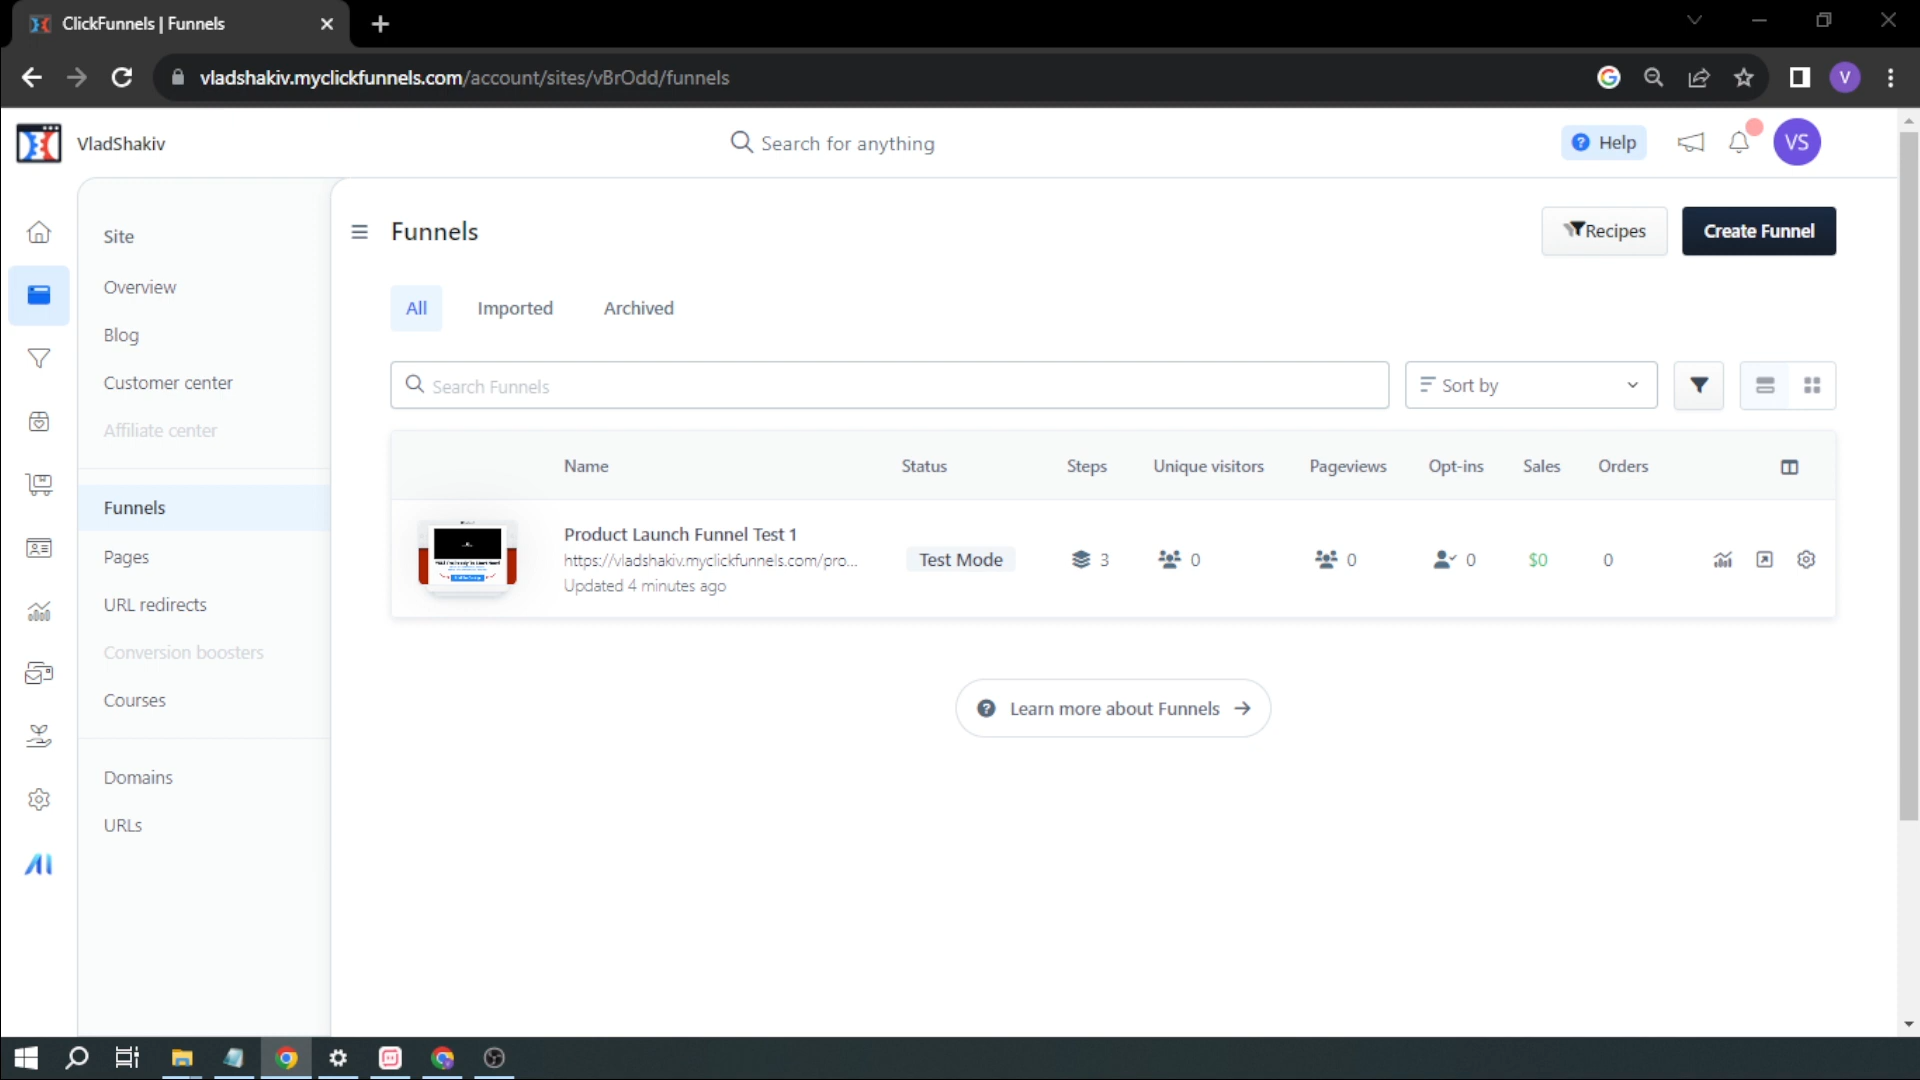 ClickFunnels | Funnels
vladshakiv.myclickfunnels.com/account/sites/vBrOdd/funnels
V
VladShakiv
Search for anything
Help
VS
Site
Overview
Blog
Customer center
Affiliate center
Funnels
Pages
URL redirects
Conversion boosters
Courses
Domains
URLs
AI
Funnels
Recipes
Create Funnel
All
Imported
Archived
Search Funnels
Sort by
Name
Status
Steps
Unique visitors
Pageviews
Opt-ins
Sales
Orders
Product Launch Funnel Test 1
https://vladshakiv.myclickfunnels.com/pro...
Updated 4 minutes ago
Test Mode
3
0
0
0
$0
0
Learn more about Funnels